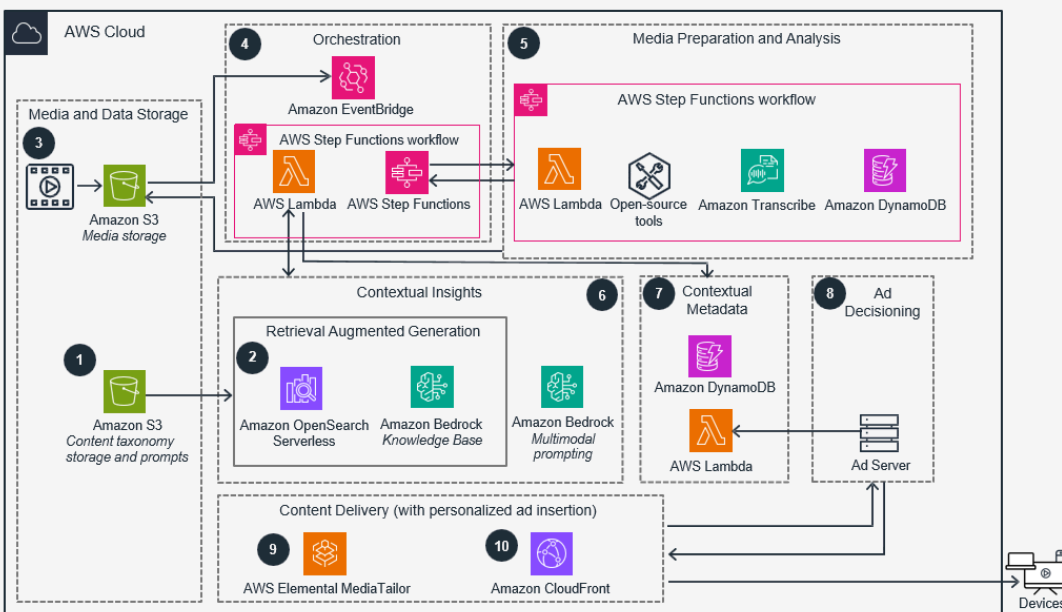 AWS Cloud
4
Orchestration
Amazon EventBridge
AWS Step Functions workflow
AWS Lambda
AWS Step Functions
5
Media Preparation and Analysis
AWS Step Functions workflow
AWS Lambda
Open-source
tools
Amazon Transcribe
Amazon DynamoDB
Media and Data Storage
3
Amazon S3
Media storage
1
Amazon S3
Content taxonomy
storage and prompts
Contextual Insights
6
Retrieval Augmented Generation
2
Amazon OpenSearch
Serverless
Amazon Bedrock
Knowledge Base
Amazon Bedrock
Multimodal
prompting
7
Contextual
Metadata
Amazon DynamoDB
AWS Lambda
8
Ad
Decisioning
Ad Server
Content Delivery (with personalized ad insertion)
9
AWS Elemental MediaTailor
10
Amazon CloudFront
Devices